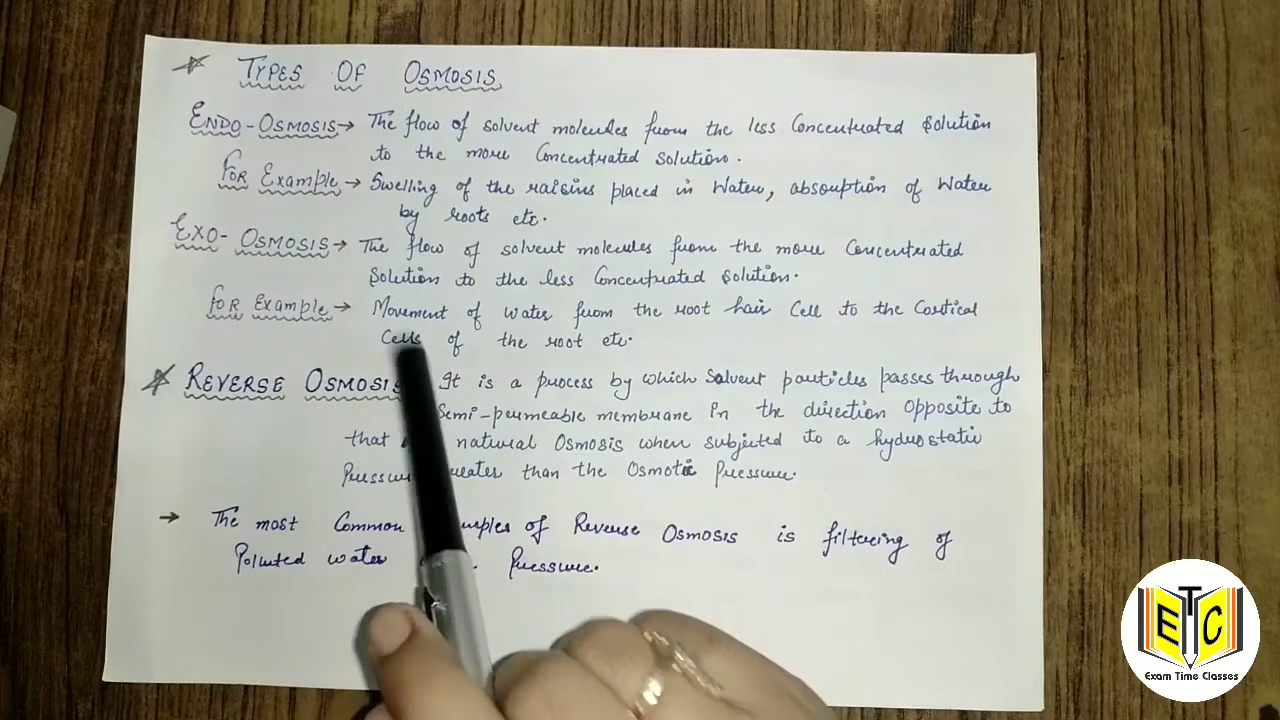 TYPES OF OSMOSIS
ENDO-OSMOSIS → The flow of solvent molecules from the less Concentrated Solution
to the more Concentrated Solution.
For Example → Swelling of the raisins placed in Water, absorption of Water
by roots etc.
EXO-OSMOSIS → The flow of solvent molecules from the more Concentrated
Solution to the less Concentrated Solution.
For Example → Movement of water from the root hair Cell to the Cortical
Cells of the root etc.
REVERSE OSMOSIS It is a process by which Solvent particles passes through
Semi-permeable membrane in the direction opposite to
that natural Osmosis when subjected to a hydrostatic
Pressure than the Osmotic Pressure.
→ The most Common of Reverse Osmosis is filtering of
Polluted water Pressure.
ETC
Exam Time Classes